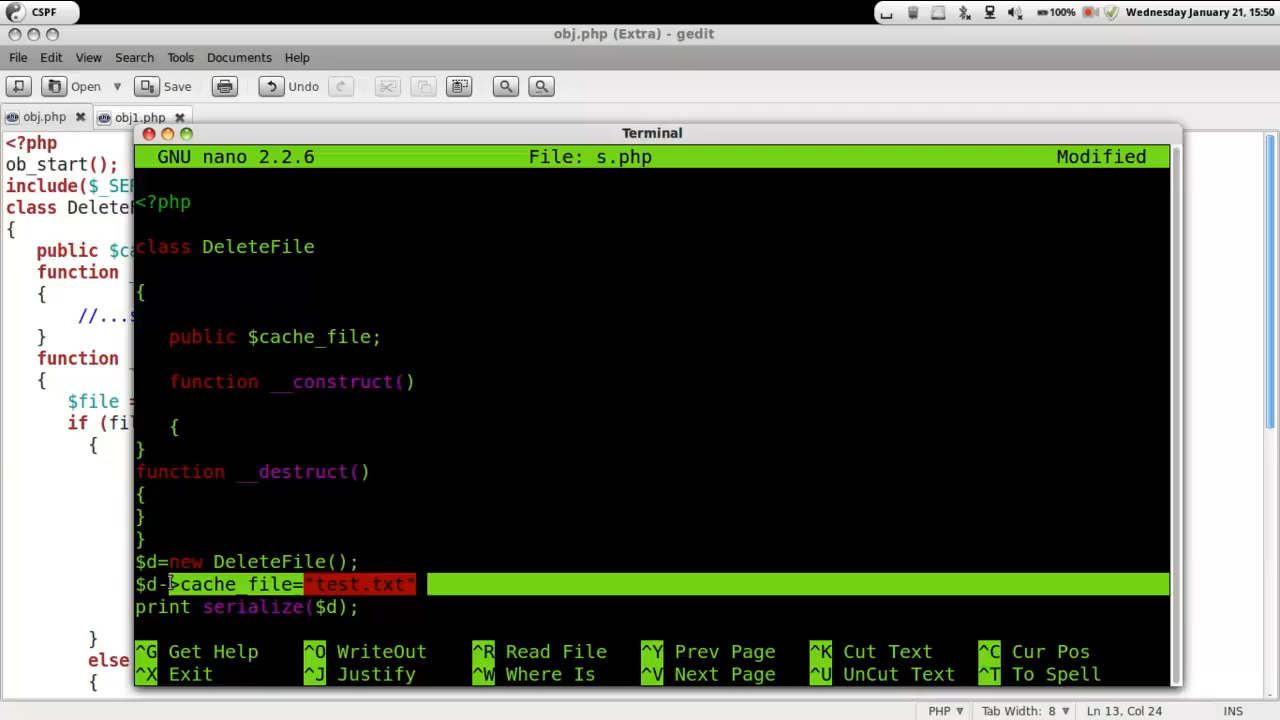 CSPF
100% Wednesday January 21, 15:50
obj.php (Extra) - gedit
File Edit View Search Tools Documents Help
Open Save Undo
obj.php obj1.php
Terminal
GNU nano 2.2.6 File: s.php Modified
<?php
class DeleteFile
{
public $cache_file;
function __construct()
{
}
function __destruct()
{
}
}
$d=new DeleteFile();
$d->cache_file="test.txt"
print serialize($d);
^G Get Help ^O WriteOut ^R Read File ^Y Prev Page ^K Cut Text ^C Cur Pos
^X Exit ^J Justify ^W Where Is ^V Next Page ^U UnCut Text ^T To Spell
<?php
ob_start();
include($_SE
class Delete
{
public $c
function
{
//...
}
function
{
$file =
if (fi
{
}
else
{
PHP Tab Width: 8 Ln 13, Col 24 INS